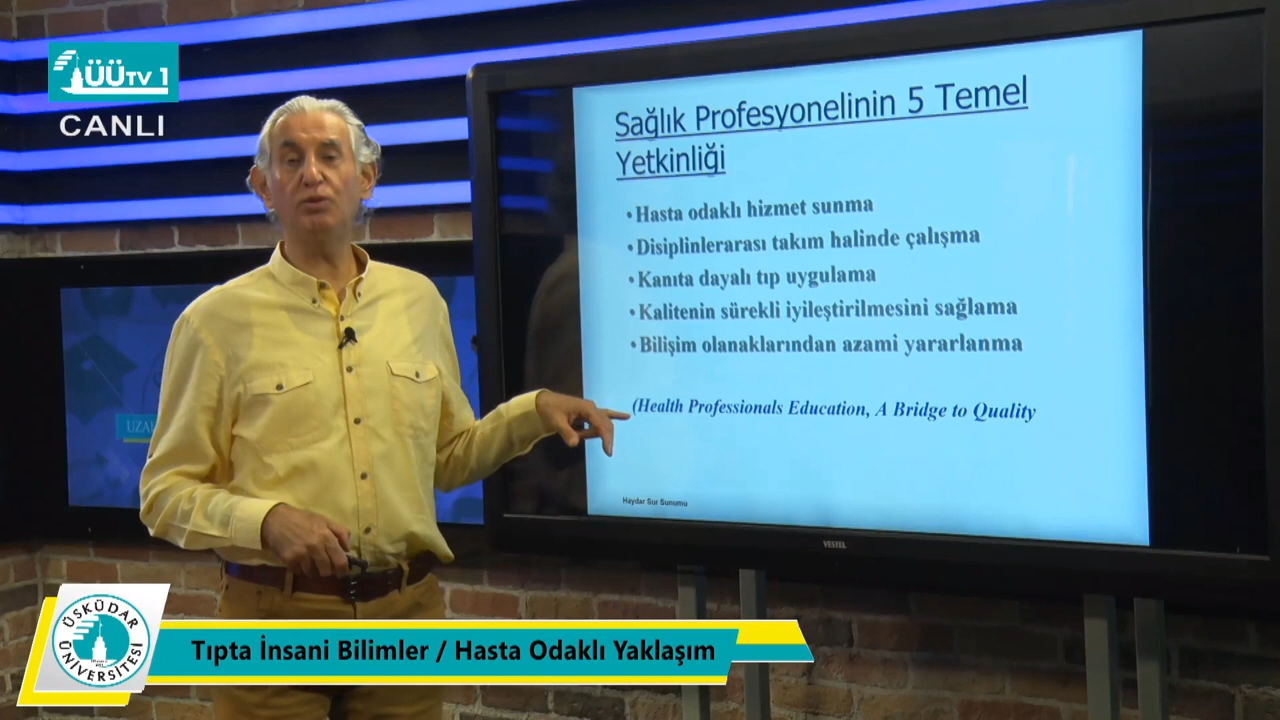 ÜÜTV 1
CANLI
Sağlık Profesyonelinin 5 Temel
Yetkinliği
• Hasta odaklı hizmet sunma
• Disiplinlerarası takım halinde çalışma
• Kanıta dayalı tıp uygulama
• Kalitenin sürekli iyileştirilmesini sağlama
• Bilişim olanaklarından azami yararlanma
(Health Professionals Education, A Bridge to Quality
Haydar Sur Sunumu
VESTEL
ÜSKÜDAR
ÜNİVERSİTESİ
Tıpta İnsani Bilimler / Hasta Odaklı Yaklaşım